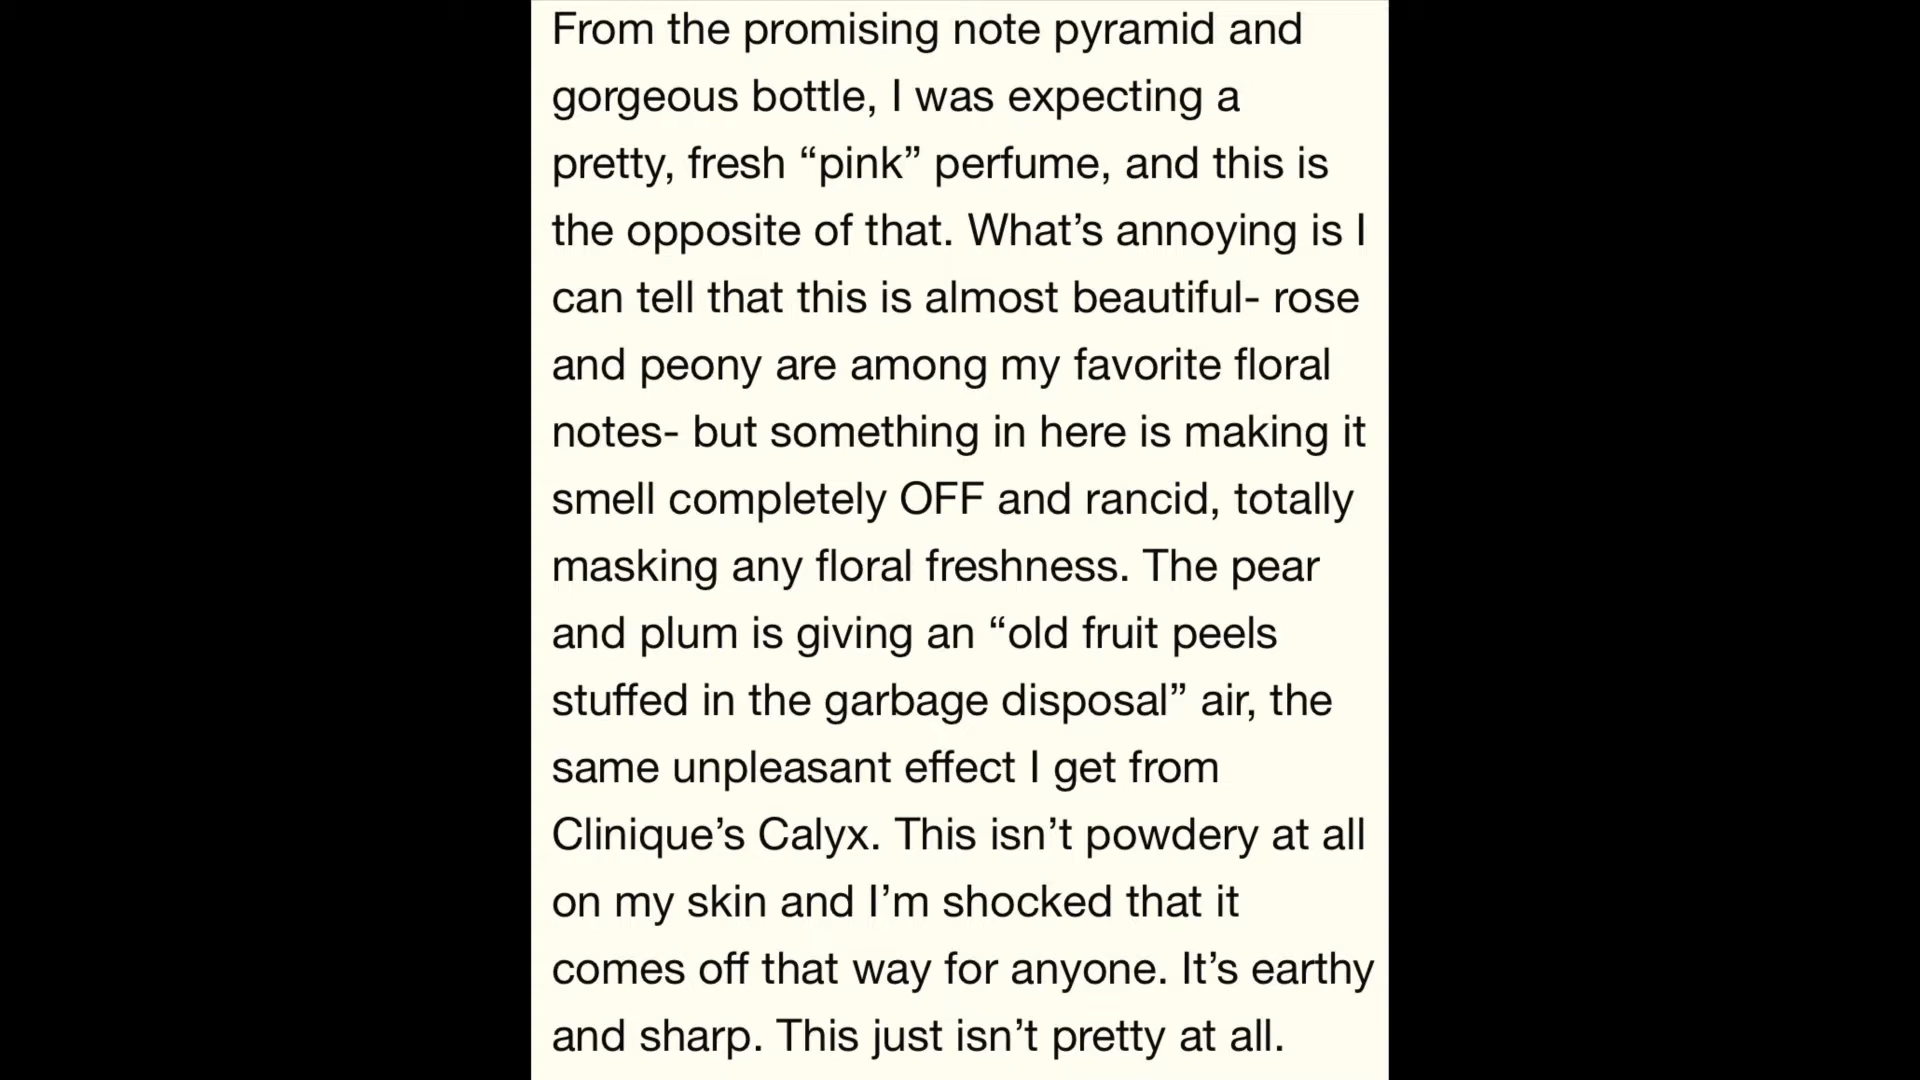 From the promising note pyramid and
gorgeous bottle, I was expecting a
pretty, fresh “pink” perfume, and this is
the opposite of that. What’s annoying is I
can tell that this is almost beautiful- rose
and peony are among my favorite floral
notes- but something in here is making it
smell completely OFF and rancid, totally
masking any floral freshness. The pear
and plum is giving an “old fruit peels
stuffed in the garbage disposal” air, the
same unpleasant effect I get from
Clinique’s Calyx. This isn’t powdery at all
on my skin and I’m shocked that it
comes off that way for anyone. It’s earthy
and sharp. This just isn’t pretty at all.